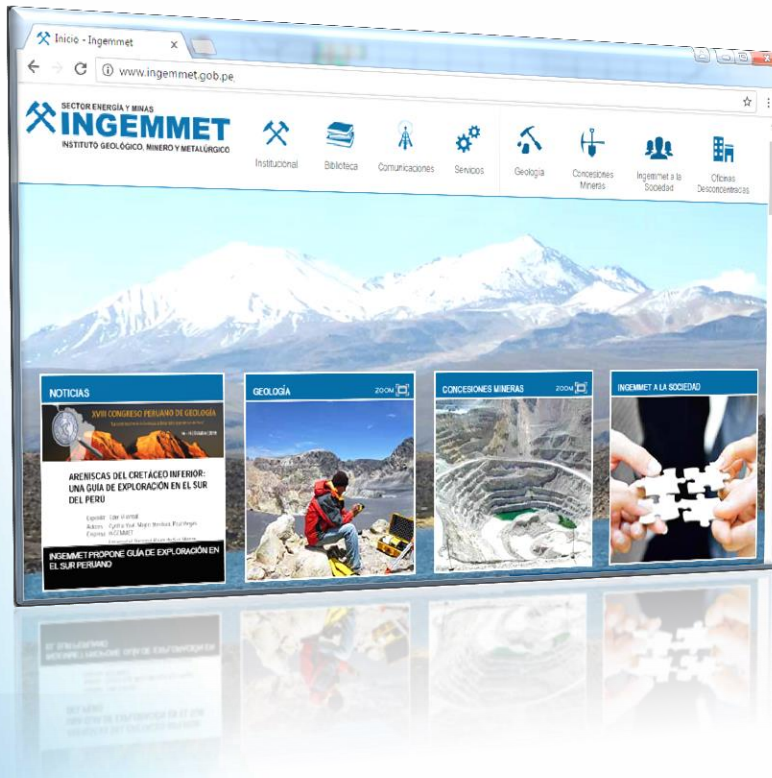 Inicio - Ingemmet
www.ingemmet.gob.pe
SECTOR ENERGÍA Y MINAS
INGEMMET
INSTITUTO GEOLÓGICO, MINERO Y METALÚRGICO
Institucional
Biblioteca
Comunicaciones
Servicios
Geología
Concesiones
Mineras
Ingemmet a la
Sociedad
Oficinas
Desconcentradas
NOTICIAS
XVIII CONGRESO PERUANO DE GEOLOGÍA
ARENISCAS DEL CRETÁCEO INFERIOR:
UNA GUÍA DE EXPLORACIÓN EN EL SUR
DEL PERÚ
INGEMMET
INGEMMET PROPONE GUÍA DE EXPLORACIÓN EN
EL SUR PERUANO
GEOLOGÍA
ZOOM
CONCESIONES MINERAS
ZOOM
INGEMMET A LA SOCIEDAD